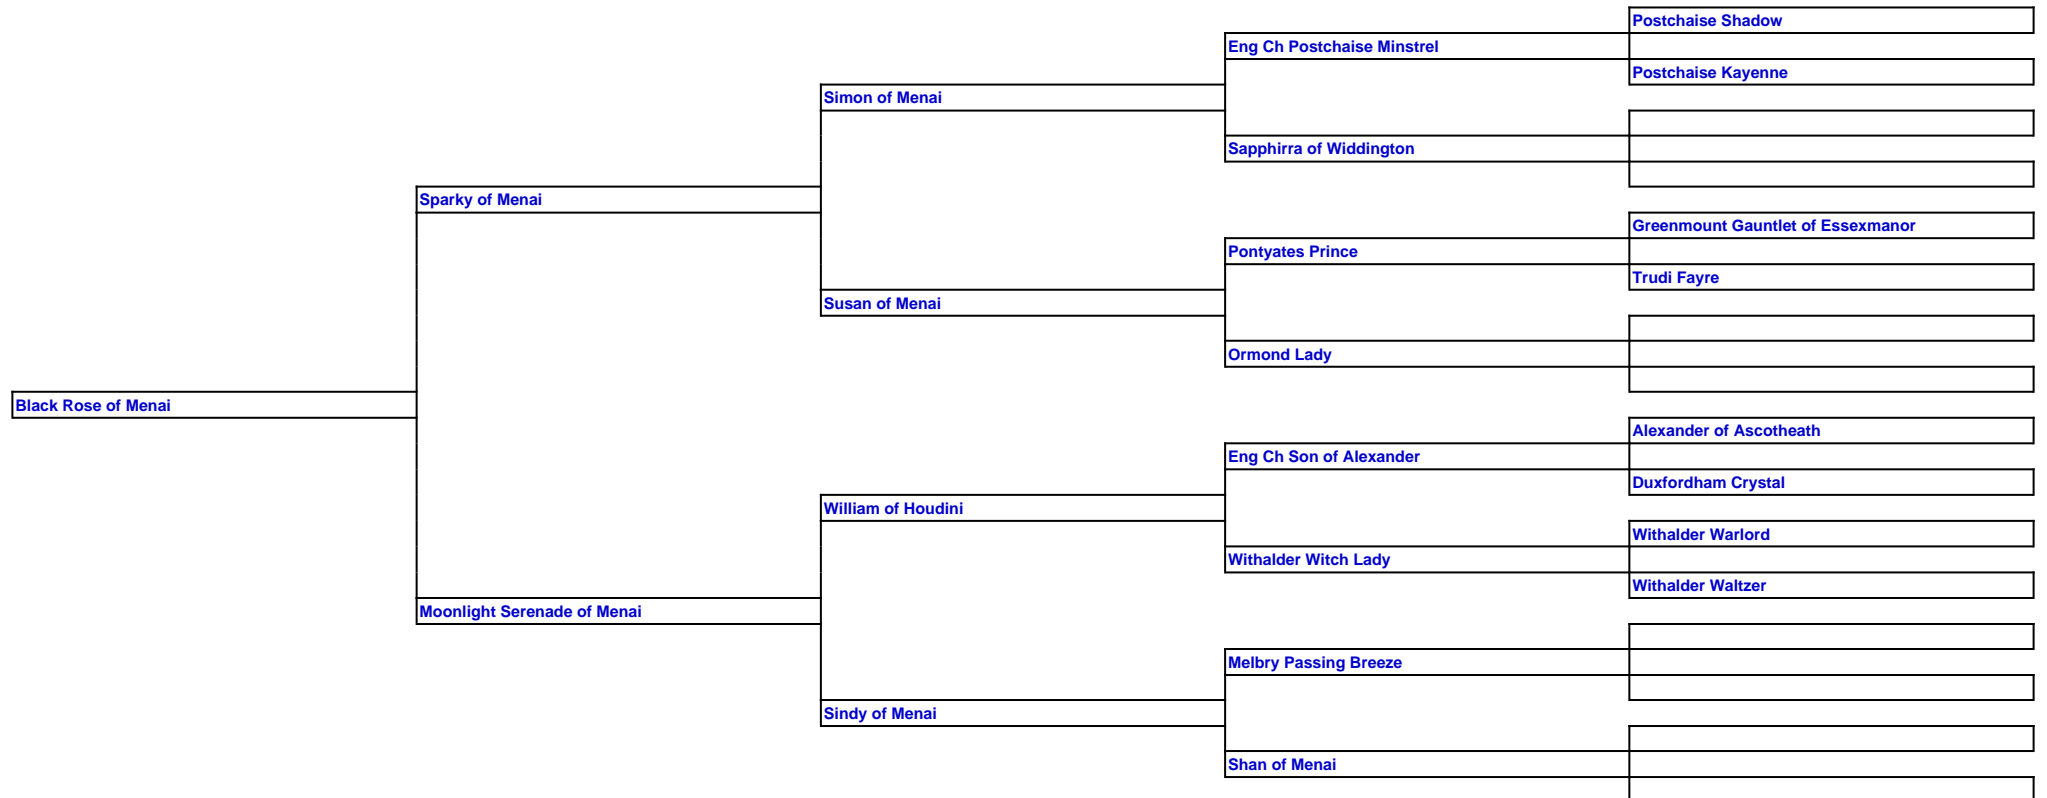 Postchaise Shadow
Eng Ch Postchaise Minstrel
Postchaise Kayenne
Simon of Menai
Sapphirra of Widdington
Sparky of Menai
Greenmount Gauntlet of Essexmanor
Pontyates Prince
Trudi Fayre
Susan of Menai
Ormond Lady
Black Rose of Menai
Alexander of Ascotheath
Eng Ch Son of Alexander
Duxfordham Crystal
William of Houdini
Withalder Warlord
Withalder Witch Lady
Withalder Waltzer
Moonlight Serenade of Menai
Melbry Passing Breeze
Sindy of Menai
Shan of Menai